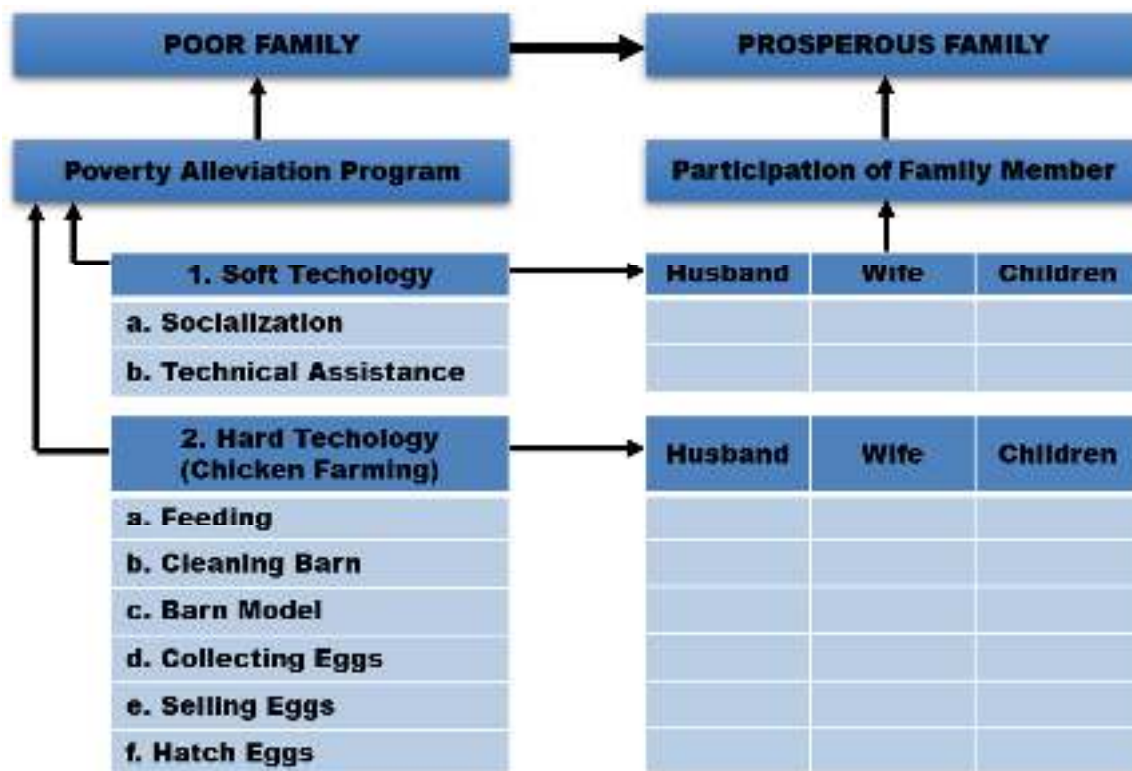 POOR FAMILY
PROSPEROUS FAMILY
Poverty Alleviation Program
Participation of Family Member
1. Soft Techology
Husband
Wife
Children
a. Socialization
b. Technical Assistance
2. Hard Techology
(Chicken Farming)
Husband
Wife
Children
a. Feeding
b. Cleaning Barn
c. Barn Model
d. Collecting Eggs
e. Selling Eggs
f. Hatch Eggs